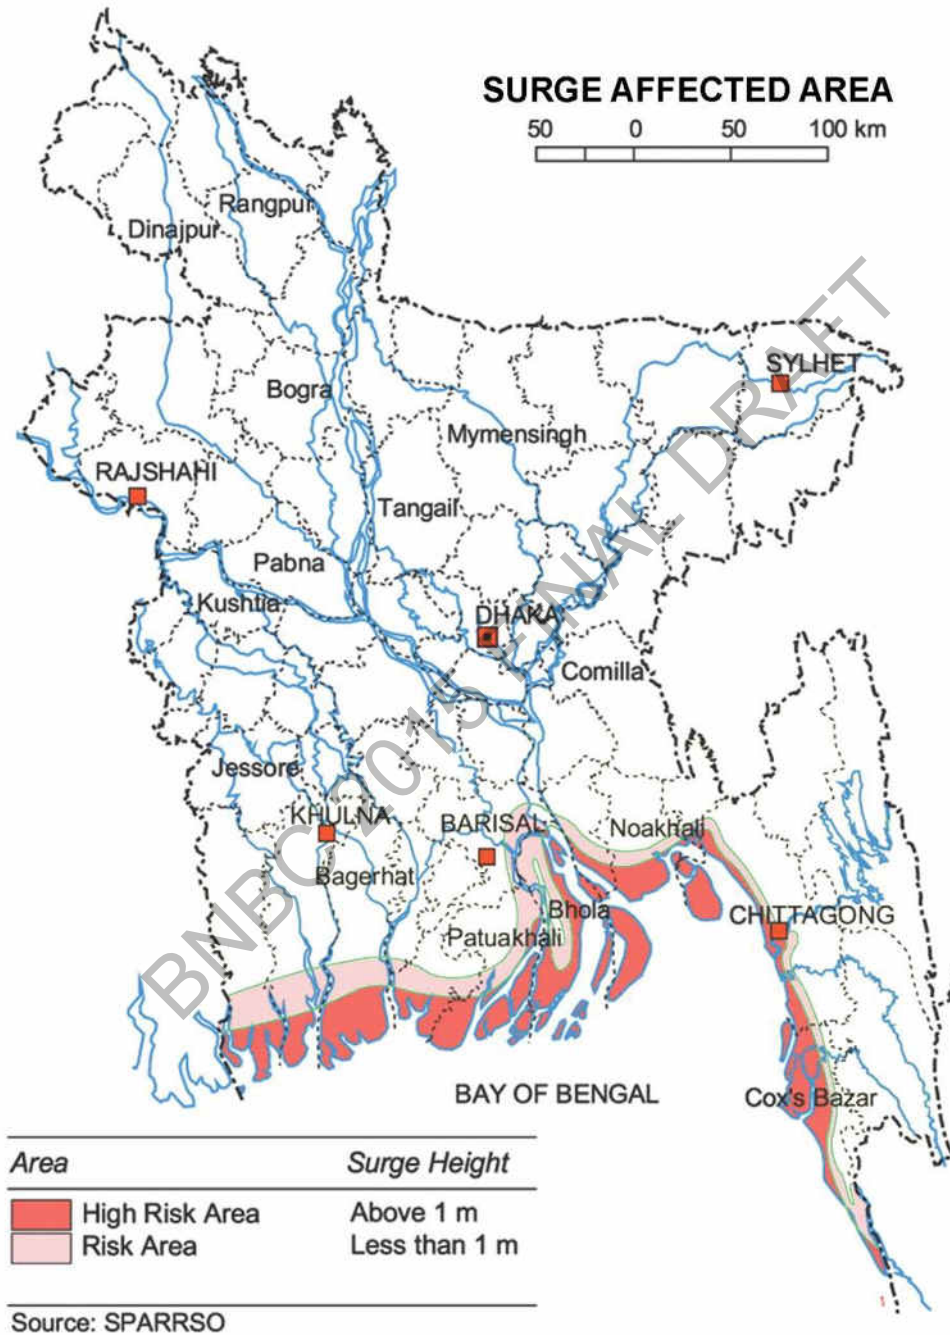 SURGE AFFECTED AREA
50 0 50 100 km
Rangpur
Dinajpur
SYLHET
Bogra
Mymensingh
RAJSHAHI
Tangail
Pabna
Kushtia
DHAKA
Comilla
Jessore
KHULNA
BARISAL
Noakhali
Bagerhat
Bhola
CHITTAGONG
Patuakhali
BAY OF BENGAL
Cox's Bazar
BNBC 2015 FINAL DRAFT
Area Surge Height
High Risk Area Above 1 m
Risk Area Less than 1 m
Source: SPARRSO